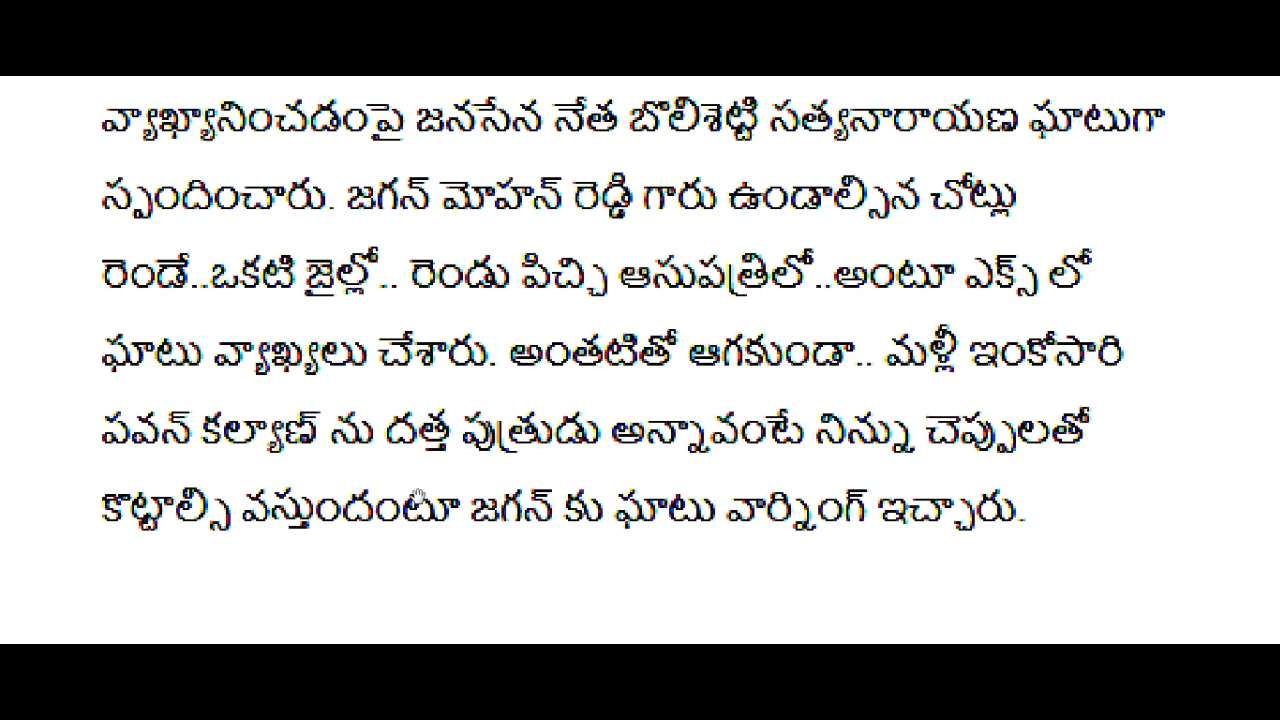 వ్యాఖ్యానించడంపై జనసేన నేత బొలిశెట్టి సత్యనారాయణ ఘాటుగా
స్పందించారు. జగన్ మోహన్ రెడ్డి గారు ఉండాల్సిన చోట్లు
రెండే..ఒకటి జైల్లో.. రెండు పిచ్చి ఆసుపత్రిలో..అంటూ ఎక్స్ లో
ఘాటు వ్యాఖ్యలు చేశారు. అంతటితో ఆగకుండా.. మళ్లీ ఇంకోసారి
పవన్ కల్యాణ్ ను దత్త పుత్రుడు అన్నావంటే నిన్ను చెప్పులతో
కొట్టాల్సి వస్తుందంటూ జగన్ కు ఘాటు వార్నింగ్ ఇచ్చారు.